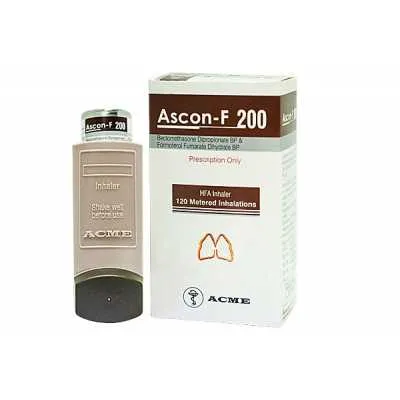 Ascon-F 200
Inhaler
Shake well
before use
ACME
Ascon-F 200
Beclomethasone Dipropionate BP &
Formoterol Fumarate Dihydrate BP
Prescription Only
HFA Inhaler
120 Metered Inhalations
ACME